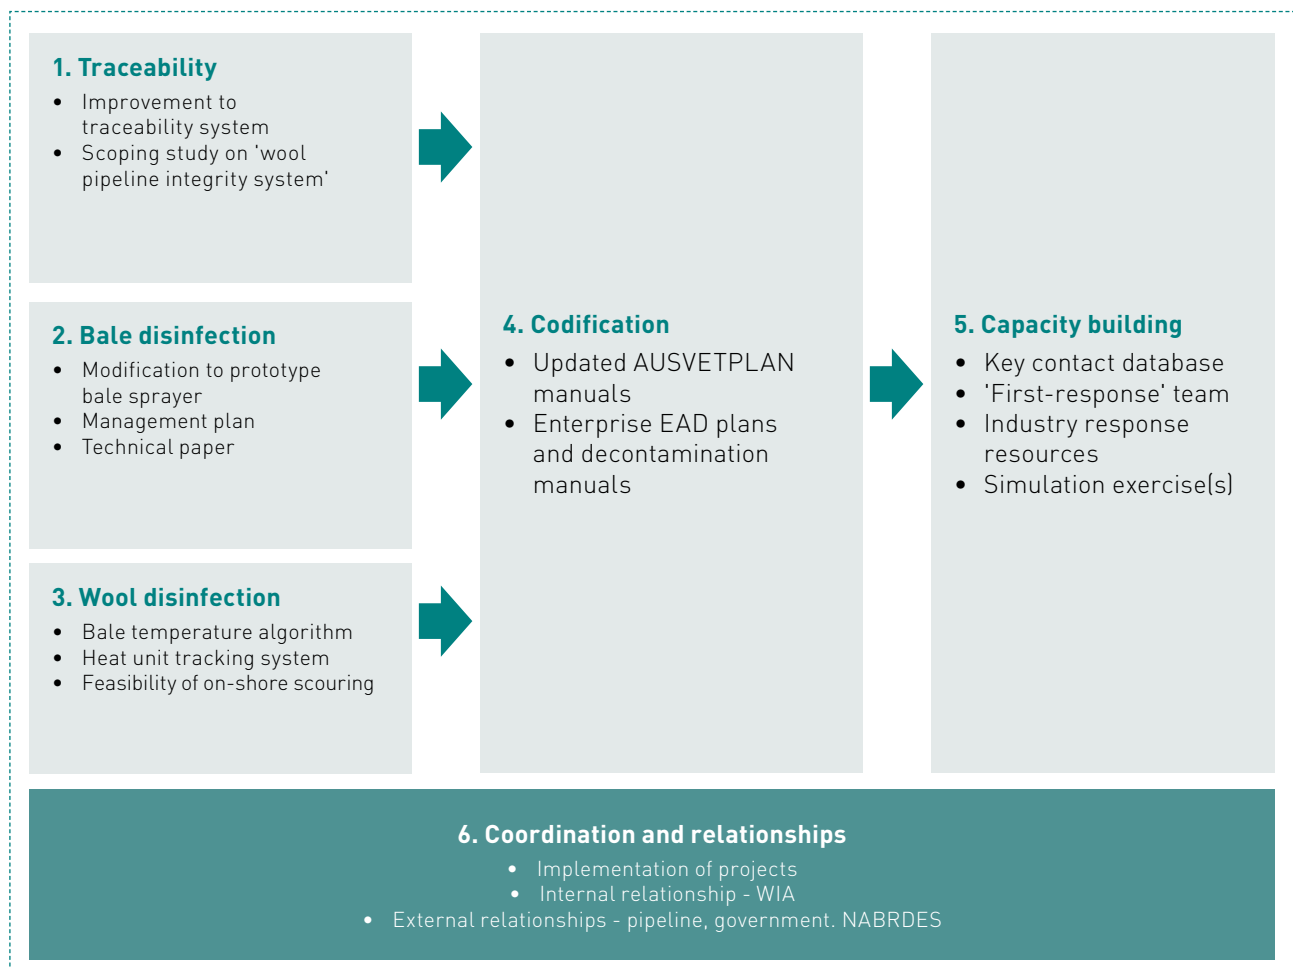 1. Traceability
• Improvement to
traceability system
• Scoping study on 'wool
pipeline integrity system'
2. Bale disinfection
• Modification to prototype
bale sprayer
• Management plan
• Technical paper
3. Wool disinfection
• Bale temperature algorithm
• Heat unit tracking system
• Feasibility of on-shore scouring
4. Codification
• Updated AUSVETPLAN
manuals
• Enterprise EAD plans
and decontamination
manuals
5. Capacity building
• Key contact database
• 'First-response' team
• Industry response
resources
• Simulation exercise(s)
6. Coordination and relationships
• Implementation of projects
• Internal relationship - WIA
• External relationships - pipeline, government. NABRDES